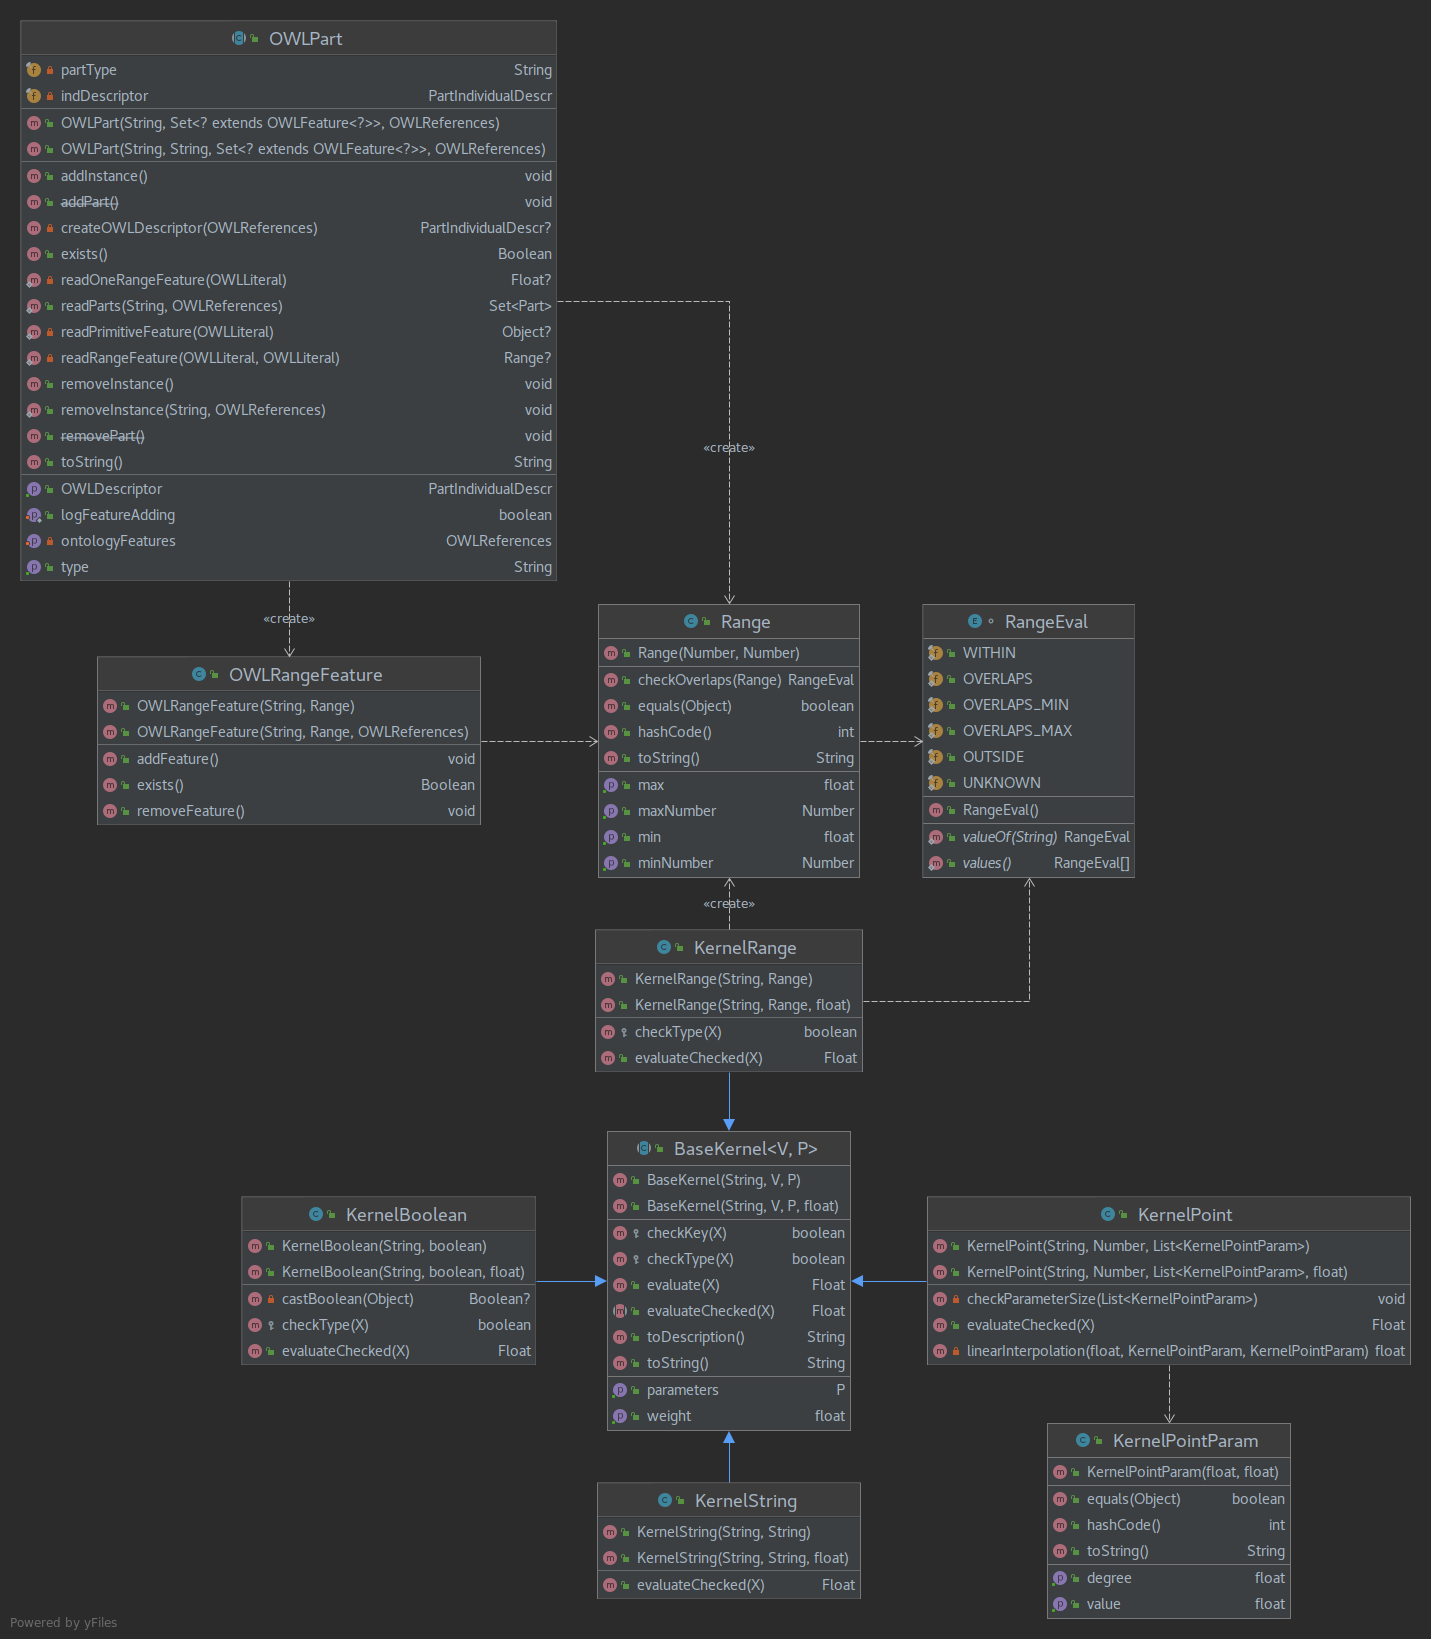 OWLPart
partType String
indDescriptor PartIndividualDescr
OWLPart(String, Set<? extends OWLFeature<?>>, OWLReferences)
OWLPart(String, String, Set<? extends OWLFeature<?>>, OWLReferences)
addInstance() void
addPart() void
createOWLDescriptor(OWLReferences) PartIndividualDescr?
exists() Boolean
readOneRangeFeature(OWLLiteral) Float?
readParts(String, OWLReferences) Set<Part>
readPrimitiveFeature(OWLLiteral) Object?
readRangeFeature(OWLLiteral, OWLLiteral) Range?
removeInstance() void
removeInstance(String, OWLReferences) void
removePart() void
toString() String
OWLDescriptor PartIndividualDescr
logFeatureAdding boolean
ontologyFeatures OWLReferences
type String
«create»
«create»
OWLRangeFeature
OWLRangeFeature(String, Range)
OWLRangeFeature(String, Range, OWLReferences)
addFeature() void
exists() Boolean
removeFeature() void
Range
Range(Number, Number)
checkOverlaps(Range) RangeEval
equals(Object) boolean
hashCode() int
toString() String
max float
maxNumber Number
min float
minNumber Number
RangeEval
WITHIN
OVERLAPS
OVERLAPS_MIN
OVERLAPS_MAX
OUTSIDE
UNKNOWN
RangeEval()
valueOf(String) RangeEval
values() RangeEval[]
«create»
KernelRange
KernelRange(String, Range)
KernelRange(String, Range, float)
checkType(X) boolean
evaluateChecked(X) Float
BaseKernel<V, P>
BaseKernel(String, V, P)
BaseKernel(String, V, P, float)
checkKey(X) boolean
checkType(X) boolean
evaluate(X) Float
evaluateChecked(X) Float
toDescription() String
toString() String
parameters P
weight float
KernelBoolean
KernelBoolean(String, boolean)
KernelBoolean(String, boolean, float)
castBoolean(Object) Boolean?
checkType(X) boolean
evaluateChecked(X) Float
KernelPoint
KernelPoint(String, Number, List<KernelPointParam>)
KernelPoint(String, Number, List<KernelPointParam>, float)
checkParameterSize(List<KernelPointParam>) void
evaluateChecked(X) Float
linearInterpolation(float, KernelPointParam, KernelPointParam) float
KernelPointParam
KernelPointParam(float, float)
equals(Object) boolean
hashCode() int
toString() String
degree float
value float
KernelString
KernelString(String, String)
KernelString(String, String, float)
evaluateChecked(X) Float
Powered by yFiles